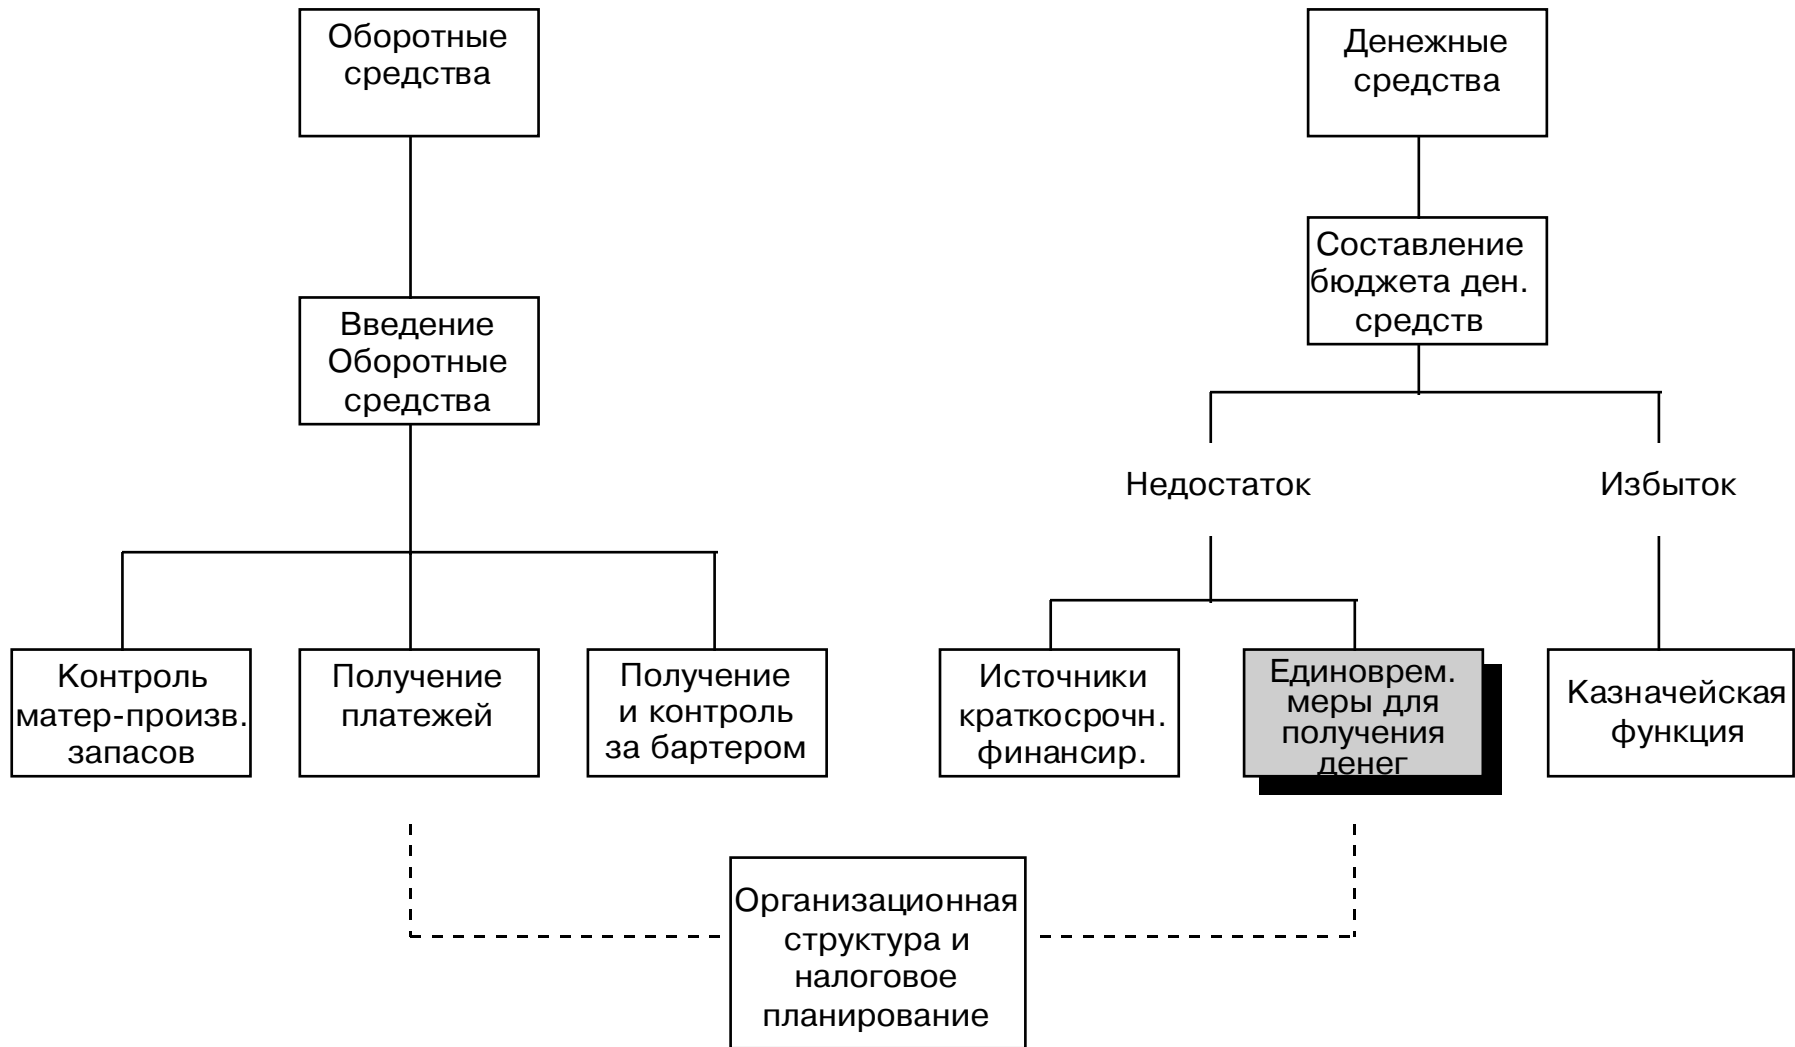 Оборотные
средства
Денежные
средства
Составление
бюджета ден.
средств
Введение
Оборотные
средства
Недостаток
Избыток
Контроль
матер-произв.
запасов
Получение
платежей
Получение
и контроль
за бартером
Источники
краткосрочн.
финансир.
Единоврем.
меры для
получения
денег
Казначейская
функция
Организационная
структура и
налоговое
планирование